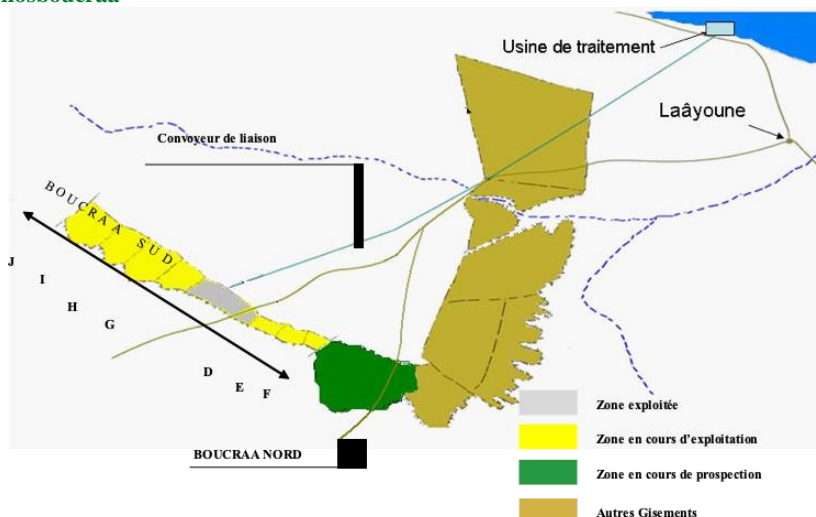 Usine de traitement
Laâyoune
Convoyeur de liaison
BOUCRAA SUD
J
I
H
G
D
E
F
BOUCRAA NORD
Zone exploitée
Zone en cours d'exploitation
Zone en cours de prospection
Autres Gisements